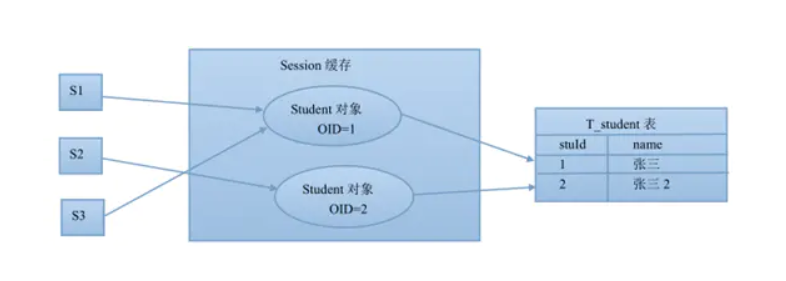 Session 缓存
S1
Student 对象
OID=1
S2
Student 对象
OID=2
S3
T_student 表
stuId name
1 张三
2 张三 2